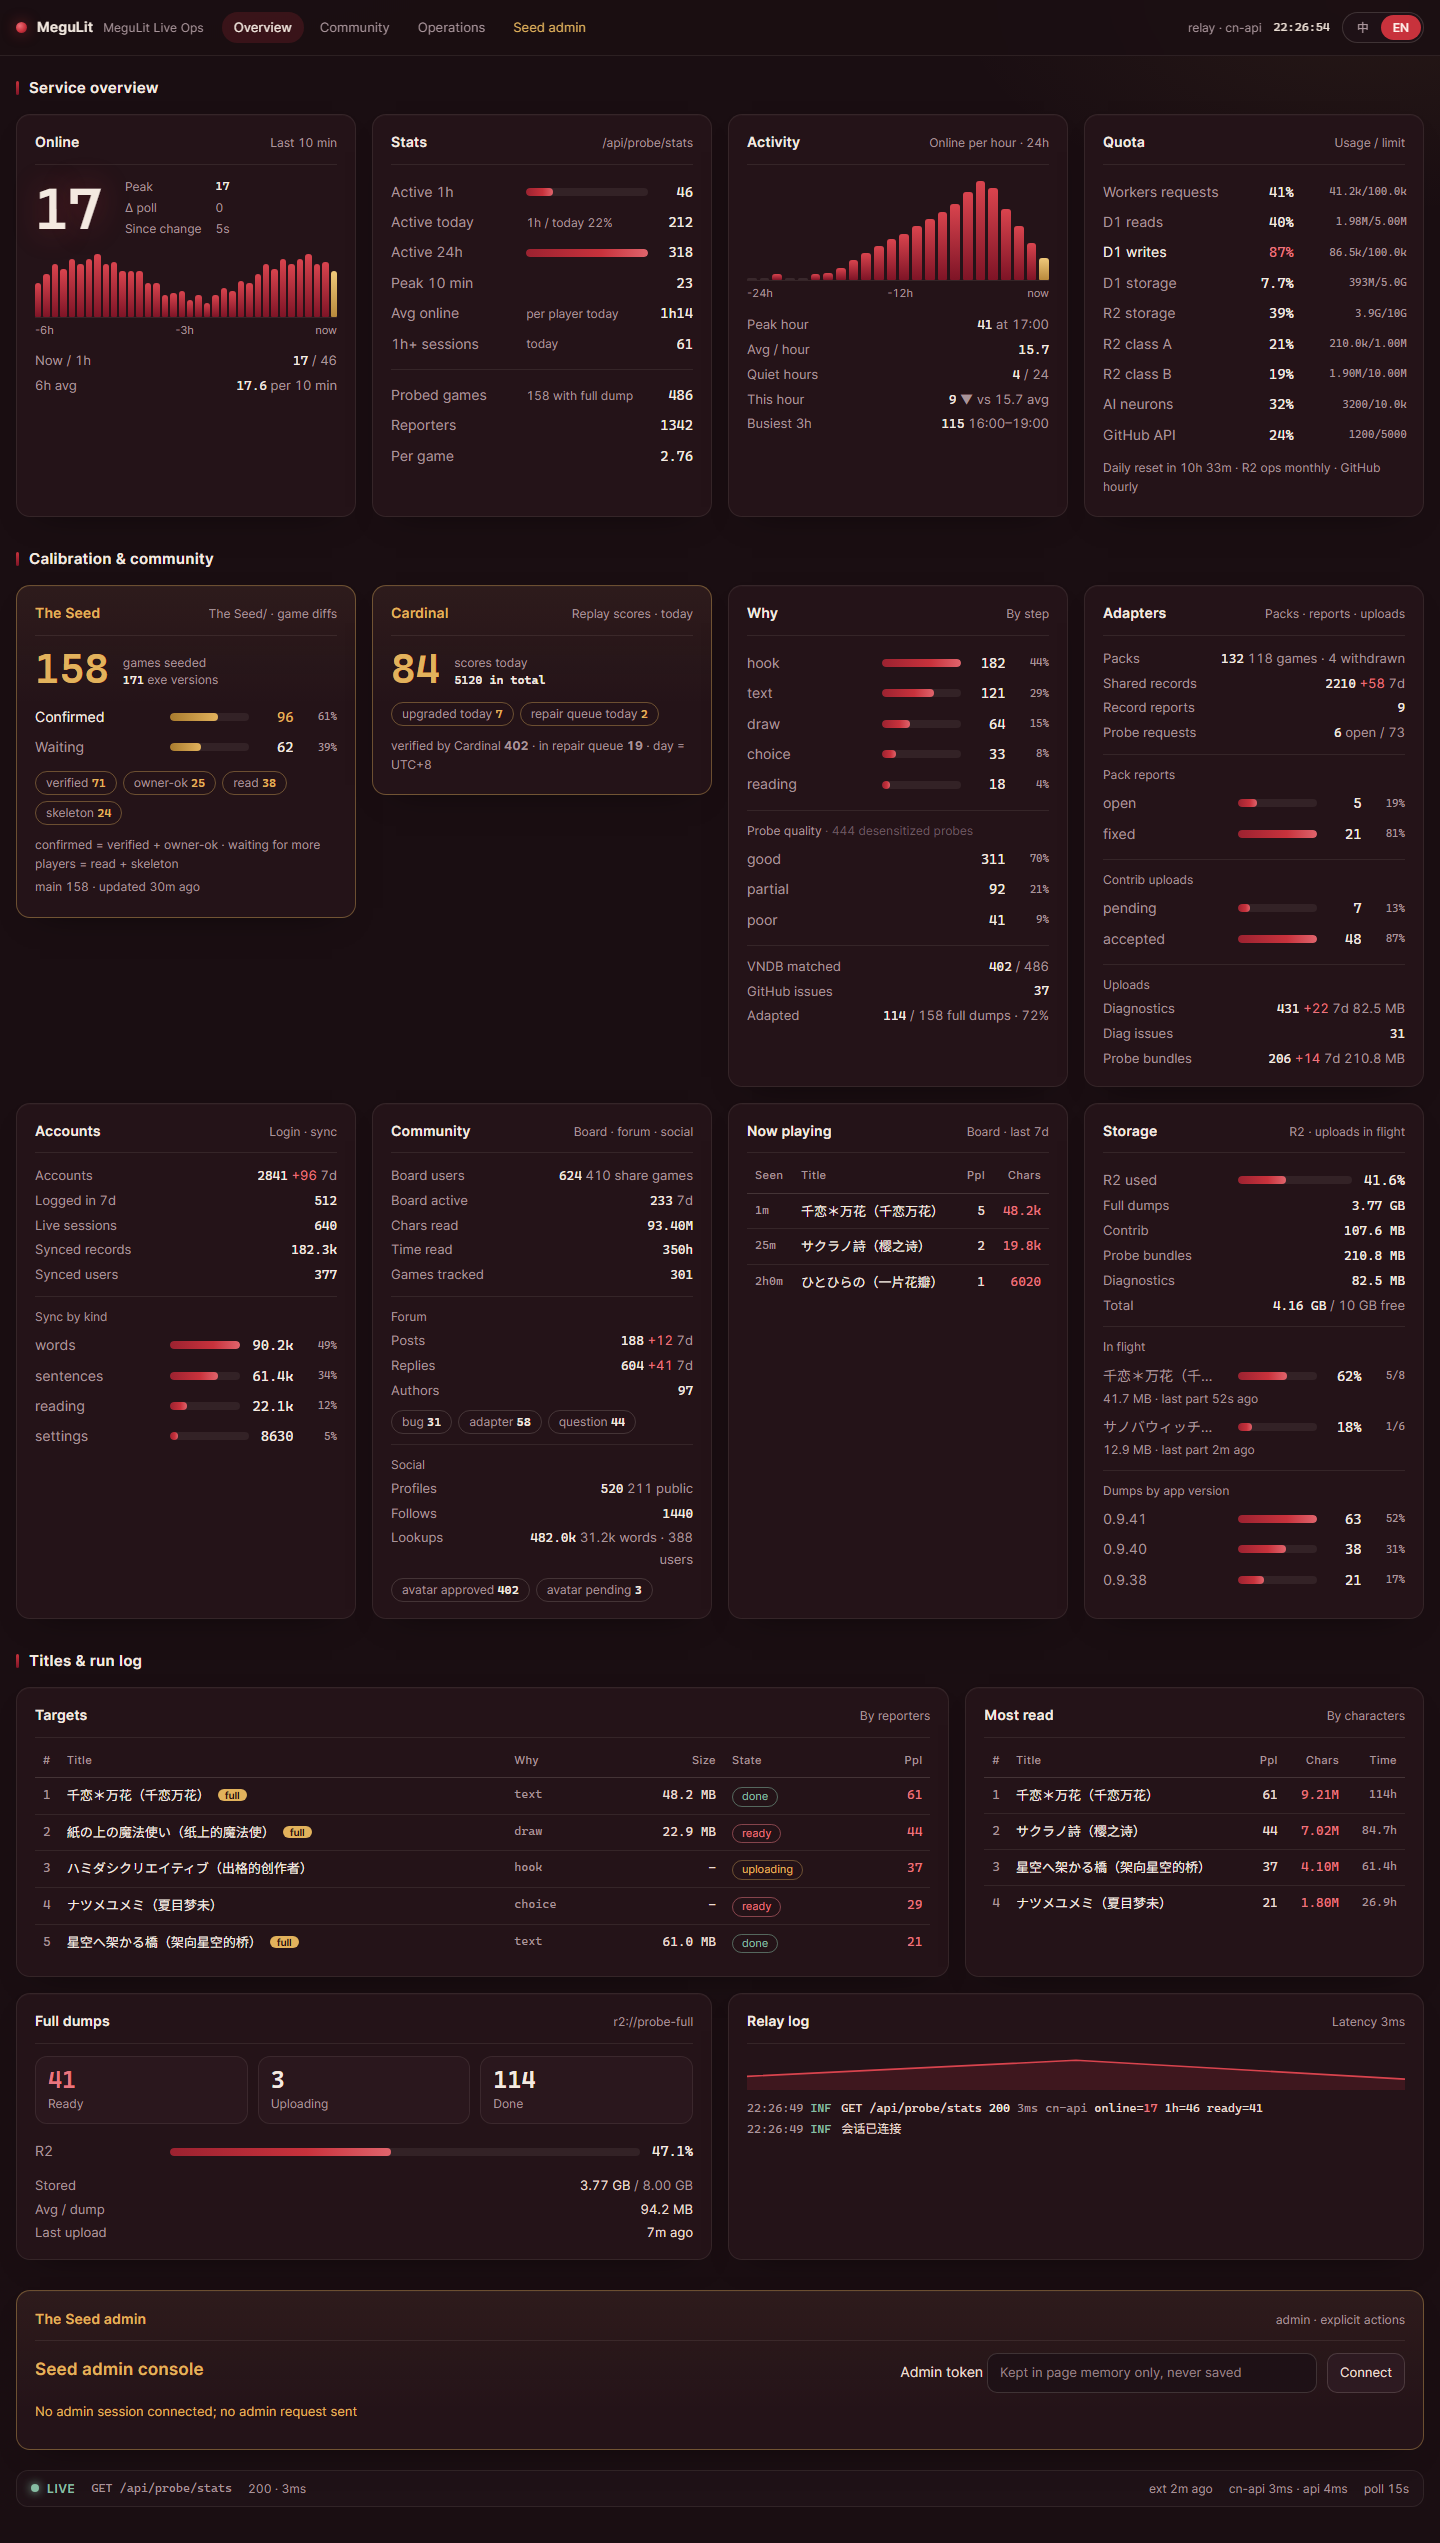 MeguLit MeguLit Live Ops Overview Community Operations Seed admin relay · cn-api 22:26:54 中 EN
Service overview
Online Last 10 min
17
Peak 17
Δ poll 0
Since change 5s
-6h -3h now
Now / 1h 17 / 46
6h avg 17.6 per 10 min
Stats /api/probe/stats
Active 1h 46
Active today 1h / today 22% 212
Active 24h 318
Peak 10 min 23
Avg online per player today 1h14
1h+ sessions today 61
Probed games 158 with full dump 486
Reporters 1342
Per game 2.76
Activity Online per hour · 24h
-24h -12h now
Peak hour 41 at 17:00
Avg / hour 15.7
Quiet hours 4 / 24
This hour 9 ▼ vs 15.7 avg
Busiest 3h 115 16:00–19:00
Quota Usage / limit
Workers requests 41% 41.2k/100.0k
D1 reads 40% 1.98M/5.00M
D1 writes 87% 86.5k/100.0k
D1 storage 7.7% 393M/5.0G
R2 storage 39% 3.9G/10G
R2 class A 21% 210.0k/1.00M
R2 class B 19% 1.90M/10.00M
AI neurons 32% 3200/10.0k
GitHub API 24% 1200/5000
Daily reset in 10h 33m · R2 ops monthly · GitHub
hourly
Calibration & community
The Seed The Seed/ · game diffs
158 games seeded
171 exe versions
Confirmed 96 61%
Waiting 62 39%
verified 71 owner-ok 25 read 38
skeleton 24
confirmed = verified + owner-ok · waiting for more
players = read + skeleton
main 158 · updated 30m ago
Cardinal Replay scores · today
84 scores today
5120 in total
upgraded today 7 repair queue today 2
verified by Cardinal 402 · in repair queue 19 · day =
UTC+8
Why By step
hook 182 44%
text 121 29%
draw 64 15%
choice 33 8%
reading 18 4%
Probe quality · 444 desensitized probes
good 311 70%
partial 92 21%
poor 41 9%
VNDB matched 402 / 486
GitHub issues 37
Adapted 114 / 158 full dumps · 72%
Adapters Packs · reports · uploads
Packs 132 118 games · 4 withdrawn
Shared records 2210 +58 7d
Record reports 9
Probe requests 6 open / 73
Pack reports
open 5 19%
fixed 21 81%
Contrib uploads
pending 7 13%
accepted 48 87%
Uploads
Diagnostics 431 +22 7d 82.5 MB
Diag issues 31
Probe bundles 206 +14 7d 210.8 MB
Accounts Login · sync
Accounts 2841 +96 7d
Logged in 7d 512
Live sessions 640
Synced records 182.3k
Synced users 377
Sync by kind
words 90.2k 49%
sentences 61.4k 34%
reading 22.1k 12%
settings 8630 5%
Community Board · forum · social
Board users 624 410 share games
Board active 233 7d
Chars read 93.40M
Time read 350h
Games tracked 301
Forum
Posts 188 +12 7d
Replies 604 +41 7d
Authors 97
bug 31 adapter 58 question 44
Social
Profiles 520 211 public
Follows 1440
Lookups 482.0k 31.2k words · 388
users
avatar approved 402 avatar pending 3
Now playing Board · last 7d
Seen Title Ppl Chars
1m 千恋＊万花（千恋万花） 5 48.2k
25m サクラノ詩（樱之诗） 2 19.8k
2h0m ひとひらの（一片花瓣） 1 6020
Storage R2 · uploads in flight
R2 used 41.6%
Full dumps 3.77 GB
Contrib 107.6 MB
Probe bundles 210.8 MB
Diagnostics 82.5 MB
Total 4.16 GB / 10 GB free
In flight
千恋＊万花（千... 62% 5/8
41.7 MB · last part 52s ago
サノバウィッチ... 18% 1/6
12.9 MB · last part 2m ago
Dumps by app version
0.9.41 63 52%
0.9.40 38 31%
0.9.38 21 17%
Titles & run log
Targets By reporters
# Title Why Size State Ppl
1 千恋＊万花（千恋万花） full text 48.2 MB done 61
2 紙の上の魔法使い（纸上的魔法使） full draw 22.9 MB ready 44
3 ハミダシクリエイティブ（出格的创作者） hook – uploading 37
4 ナツメユメミ（夏目梦未） choice – ready 29
5 星空へ架かる橋（架向星空的桥） full text 61.0 MB done 21
Most read By characters
# Title Ppl Chars Time
1 千恋＊万花（千恋万花） 61 9.21M 114h
2 サクラノ詩（樱之诗） 44 7.02M 84.7h
3 星空へ架かる橋（架向星空的桥） 37 4.10M 61.4h
4 ナツメユメミ（夏目梦未） 21 1.80M 26.9h
Full dumps r2://probe-full
41 3 114
Ready Uploading Done
R2 47.1%
Stored 3.77 GB / 8.00 GB
Avg / dump 94.2 MB
Last upload 7m ago
Relay log Latency 3ms
22:26:49 INF GET /api/probe/stats 200 3ms cn-api online=17 1h=46 ready=41
22:26:49 INF 会话已连接
The Seed admin admin · explicit actions
Seed admin console Admin token Kept in page memory only, never saved Connect
No admin session connected; no admin request sent
LIVE GET /api/probe/stats 200 · 3ms ext 2m ago cn-api 3ms · api 4ms poll 15s